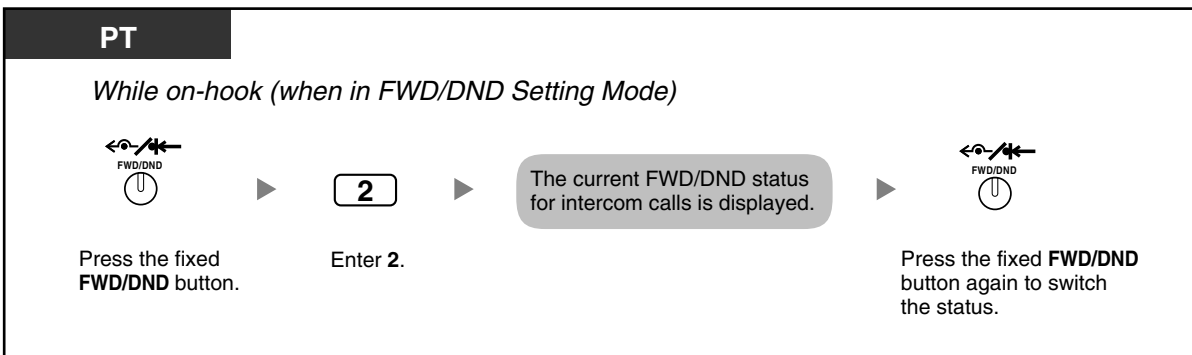 PT
While on-hook (when in FWD/DND Setting Mode)
FWD/DND
2
The current FWD/DND status
for intercom calls is displayed.
FWD/DND
Press the fixed
FWD/DND button.
Enter 2.
Press the fixed FWD/DND
button again to switch
the status.